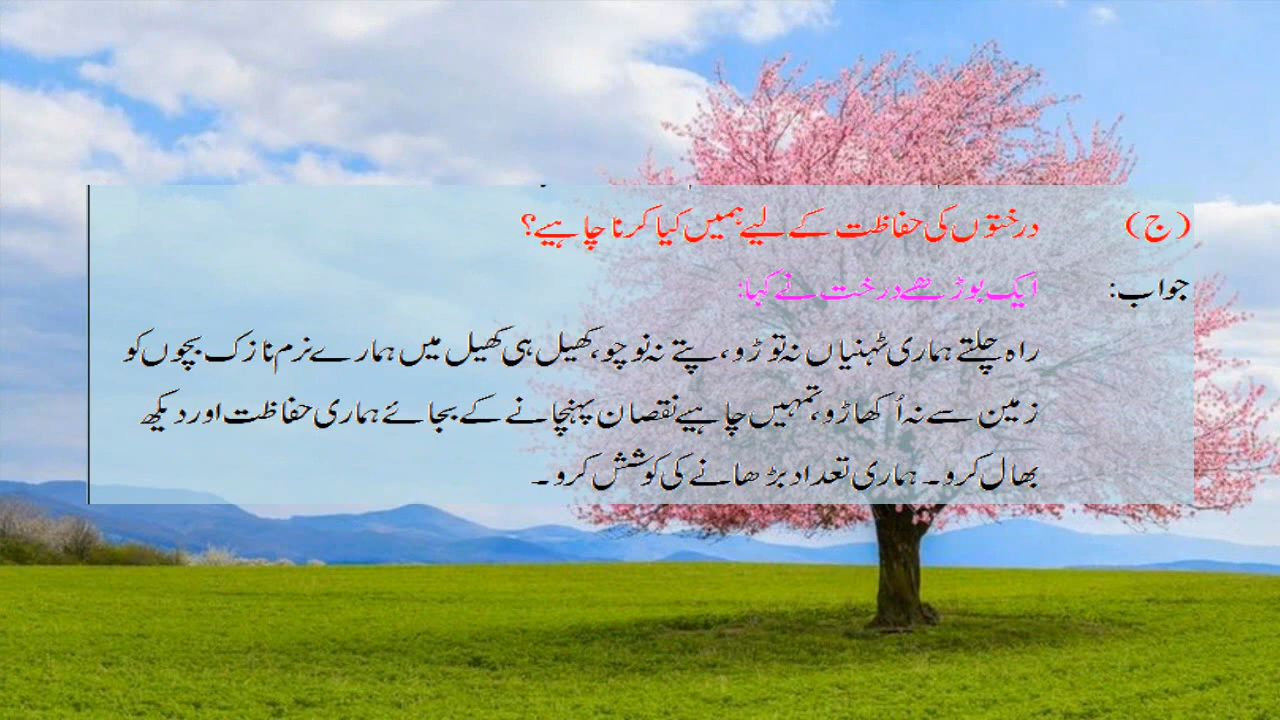 (ج) درختوں کی حفاظت کے لیے ہمیں کیا کرنا چاہیے؟
جواب: ایک بوڑھے درخت نے کہا:
راہ چلتے ہماری ٹہنیاں نہ توڑو، پتے نہ نوچو، کھیل ہی کھیل میں ہمارے نرم نازک بچوں کو
زمین سے نہ اُکھاڑو، تمہیں چاہیے نقصان پہنچانے کے بجائے ہماری حفاظت اور دیکھ
بھال کرو۔ ہماری تعداد بڑھانے کی کوشش کرو۔